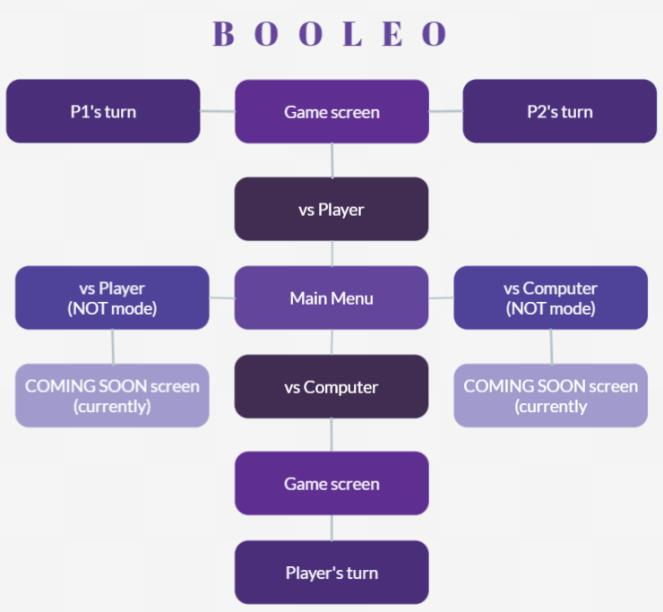 BOOLEO
P1's turn
Game screen
P2's turn
vs Player
vs Player
(NOT mode)
Main Menu
vs Computer
(NOT mode)
COMING SOON screen
(currently)
vs Computer
COMING SOON screen
(currently
Game screen
Player's turn